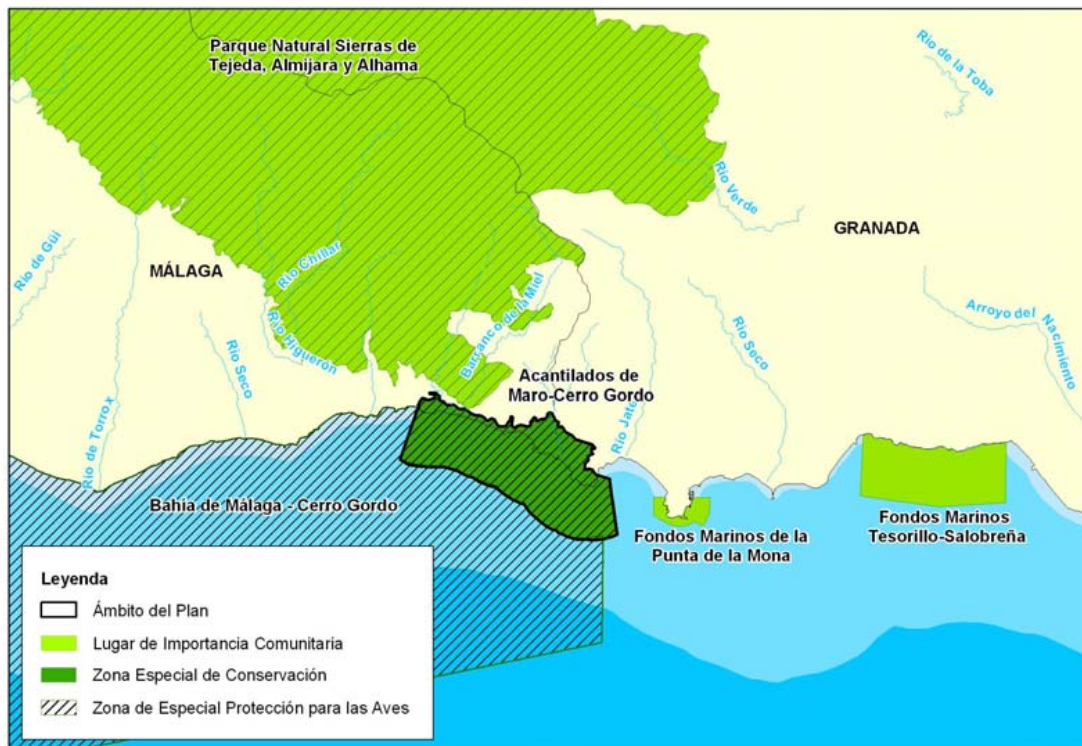 Parque Natural Sierras de
Tejeda, Almijara y Alhama
Río de la Toba
Río Verde
GRANADA
Río de Güi
MÁLAGA
Río Chillar
Barranco de la Miel
Río Higuerón
Río Seco
Río de Torrox
Acantilados de
Maro-Cerro Gordo
Río Jate
Río Seco
Arroyo del Nacimiento
Bahía de Málaga - Cerro Gordo
Fondos Marinos de la
Punta de la Mona
Fondos Marinos
Tesorillo-Salobreña
Leyenda
Ámbito del Plan
Lugar de Importancia Comunitaria
Zona Especial de Conservación
Zona de Especial Protección para las Aves